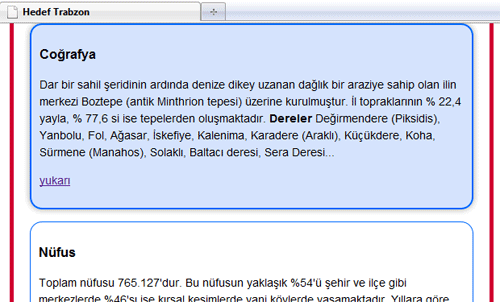 Hedef Trabzon
Coğrafya
Dar bir sahil şeridinin ardında denize dikey uzanan dağlık bir araziye sahip olan ilin
merkezi Boztepe (antik Minthrion tepesi) üzerine kurulmuştur. İl topraklarının % 22,4
yayla, % 77,6 si ise tepelerden oluşmaktadır. Dereler Değirmendere (Piksidis),
Yanbolu, Fol, Ağasar, İskefiye, Kalenima, Karadere (Araklı), Küçükdere, Koha,
Sürmene (Manahos), Solaklı, Baltacı deresi, Sera Deresi...
yukarı
Nüfus
Toplam nüfusu 765.127'dur. Bu nüfusun yaklaşık %54'ü şehir ve ilçe gibi
merkezlerde %46'sı ise kırsal kesimlerde yani köylerde yaşamaktadır. Yıllara göre